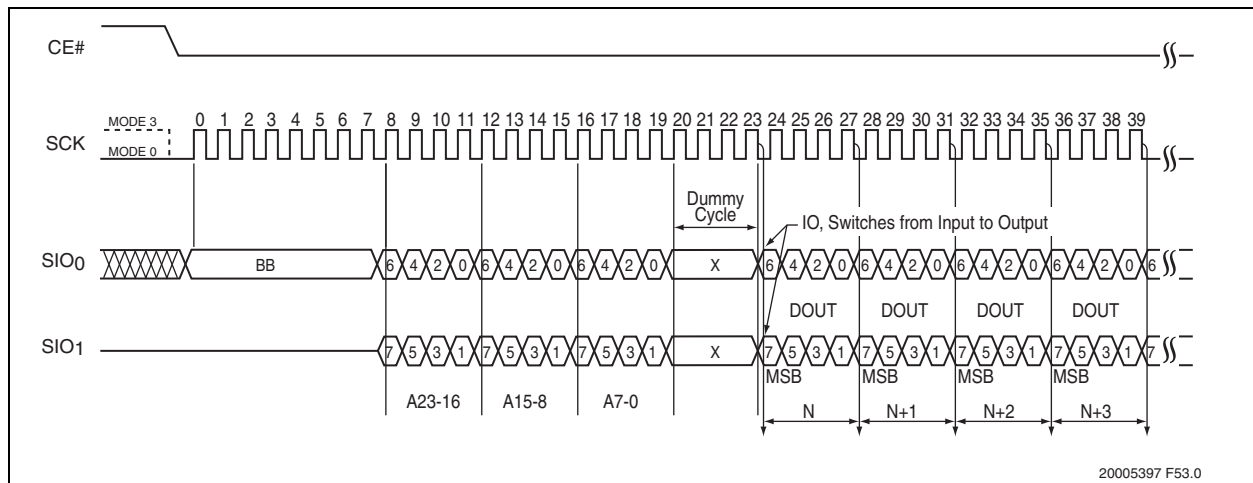 CE#
MODE 3
0 1 2 3 4 5 6 7 8 9 10 11 12 13 14 15 16 17 18 19 20 21 22 23 24 25 26 27 28 29 30 31 32 33 34 35 36 37 38 39
SCK
MODE 0
Dummy
Cycle
IO, Switches from Input to Output
SIO0 BB 6 4 2 0 6 4 2 0 6 4 2 0 X 6 4 2 0 6 4 2 0 6 4 2 0 6 4 2 0 6
DOUT DOUT DOUT DOUT
SIO1 7 5 3 1 7 5 3 1 7 5 3 1 X 7 5 3 1 7 5 3 1 7 5 3 1 7 5 3 1 7
MSB MSB MSB MSB
A23-16 A15-8 A7-0
N N+1 N+2 N+3
20005397 F53.0